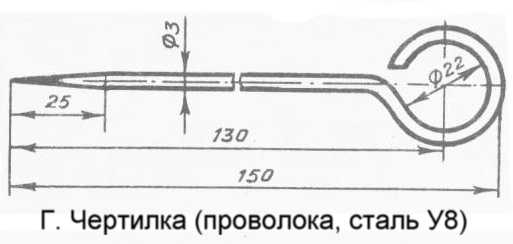 Ф3
Ф22
25
130
150
Г. Чертилка (проволока, сталь У8)